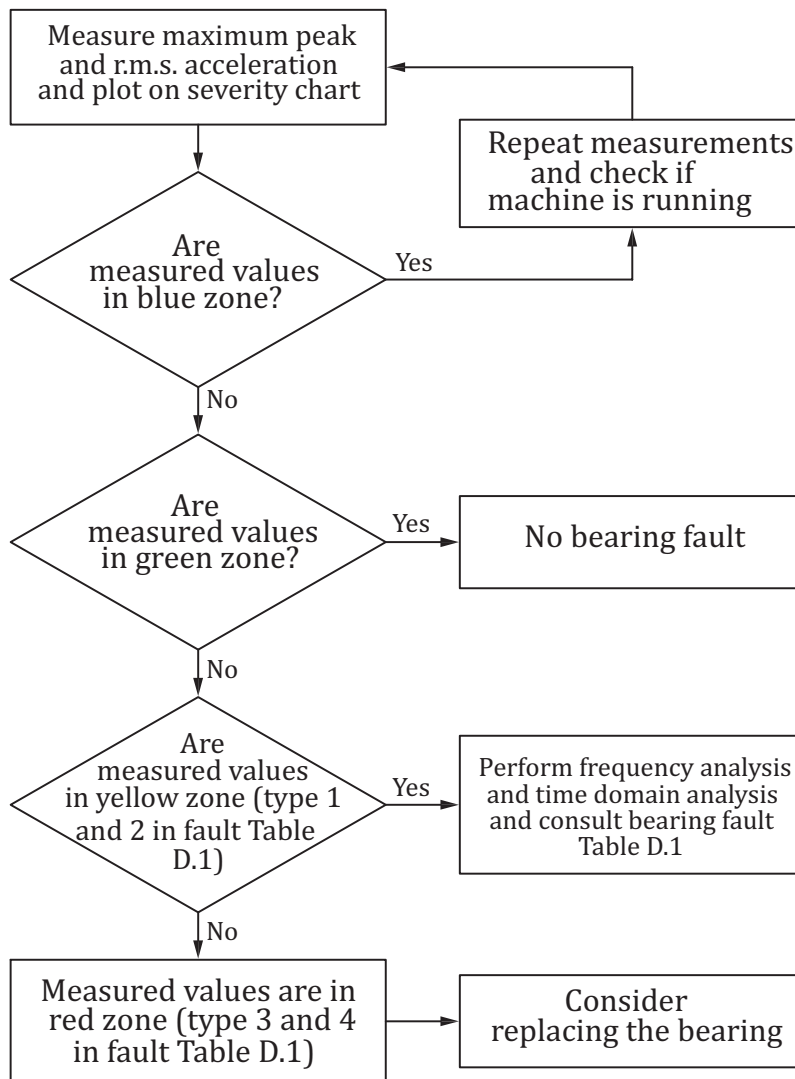 Measure maximum peak
and r.m.s. acceleration
and plot on severity chart
Repeat measurements
and check if
machine is running
Are
measured values
in blue zone?
Yes
No
Are
measured values
in green zone?
Yes
No bearing fault
No
Are
measured values
in yellow zone (type 1
and 2 in fault Table
D.1)
Yes
Perform frequency analysis
and time domain analysis
and consult bearing fault
Table D.1
No
Measured values are in
red zone (type 3 and 4
in fault Table D.1)
Consider
replacing the bearing